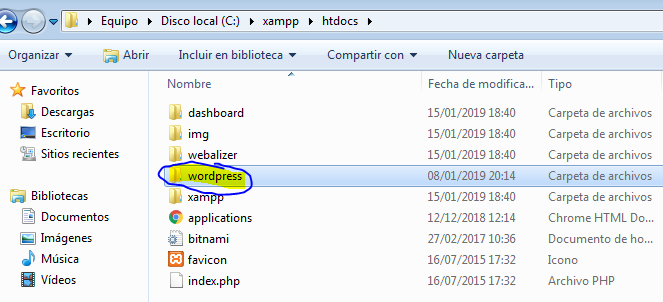 Equipo ▸ Disco local (C:) ▸ xampp ▸ htdocs ▸
Organizar Abrir Incluir en biblioteca Compartir con Nueva carpeta
Favoritos
Descargas
Escritorio
Sitios recientes
Bibliotecas
Documentos
Imágenes
Música
Vídeos
Nombre Fecha de modifica... Tipo
dashboard 15/01/2019 18:40 Carpeta de archivos
img 15/01/2019 18:40 Carpeta de archivos
webalizer 15/01/2019 18:40 Carpeta de archivos
wordpress 08/01/2019 20:14 Carpeta de archivos
xampp 15/01/2019 18:40 Carpeta de archivos
applications 12/12/2018 12:14 Chrome HTML Do...
bitnami 27/02/2017 10:36 Documento de ho...
favicon 16/07/2015 17:32 Icono
index.php 16/07/2015 17:32 Archivo PHP